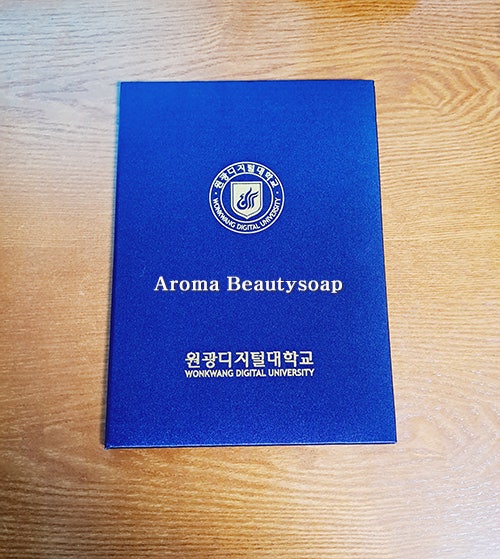 원광디지털대학교
WONKWANG DIGITAL UNIVERSITY
Aroma Beautysoap
원광디지털대학교
WONKWANG DIGITAL UNIVERSITY